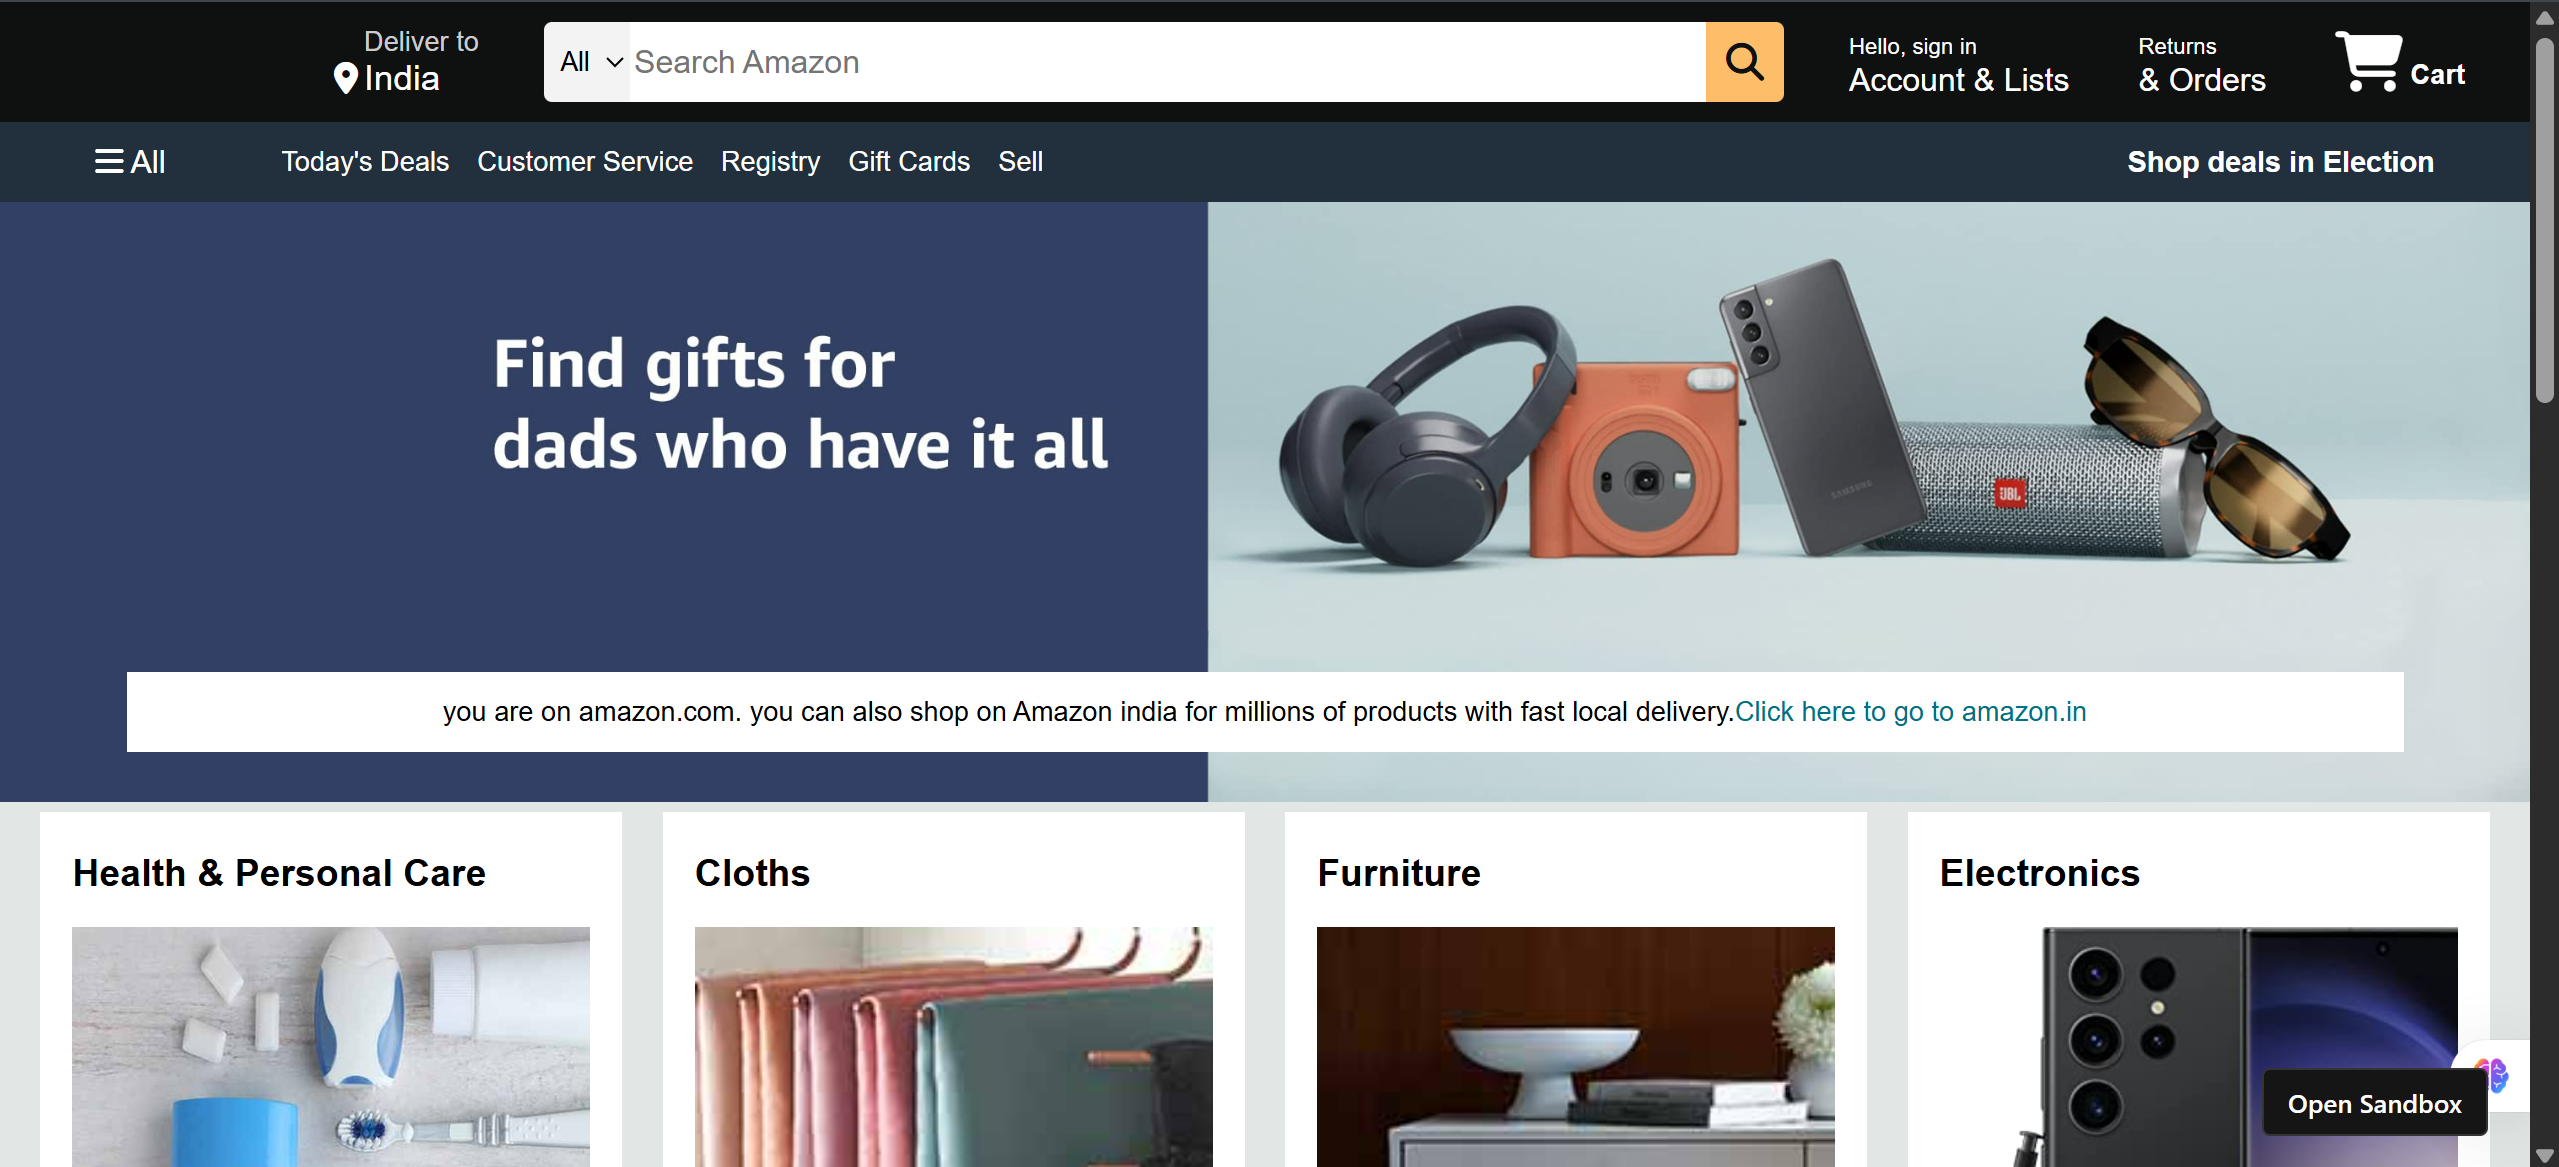 Deliver to
India
All
Search Amazon
Hello, sign in
Account & Lists
Returns
& Orders
Cart
All
Today's Deals
Customer Service
Registry
Gift Cards
Sell
Shop deals in Election
Find gifts for
dads who have it all
SAMSUNG
JBL
you are on amazon.com. you can also shop on Amazon india for millions of products with fast local delivery.Click here to go to amazon.in
Health & Personal Care
Cloths
Furniture
Electronics
Open Sandbox